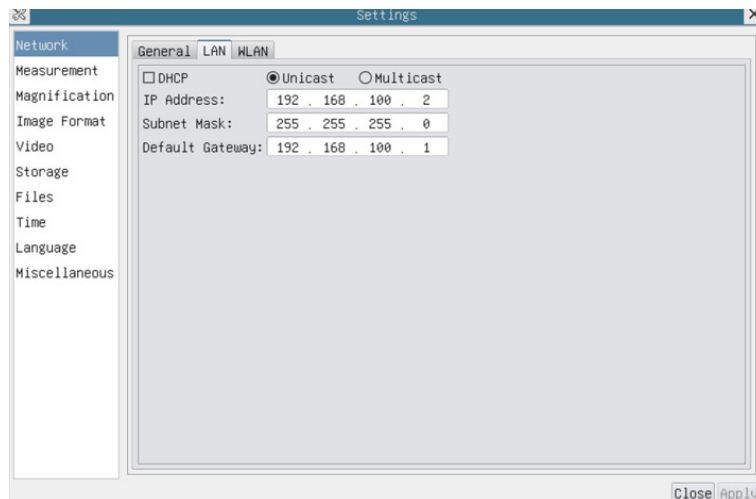 Settings
Network
Measurement
Magnification
Image Format
Video
Storage
Files
Time
Language
Miscellaneous
General LAN WLAN
DHCP Unicast Multicast
IP Address: 192 . 168 . 100 . 2
Subnet Mask: 255 . 255 . 255 . 0
Default Gateway: 192 . 168 . 100 . 1
Close Apply